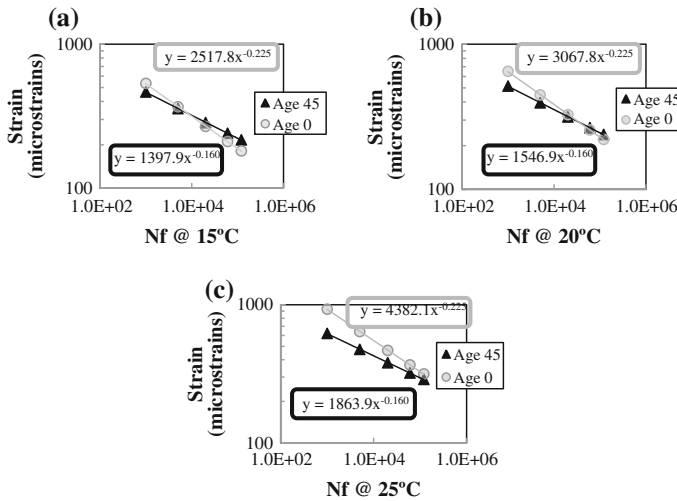 (a)
1000
y = 2517.8x^-0.225
Strain
(microstrains)
Age 45
Age 0
y = 1397.9x^-0.160
100
1.0E+02
1.0E+04
1.0E+06
Nf @ 15ºC
(b)
1000
y = 3067.8x^-0.225
Strain
(microstrains)
Age 45
Age 0
y = 1546.9x^-0.160
100
1.0E+02
1.0E+04
1.0E+06
Nf @ 20ºC
(c)
1000
y = 4382.1x^-0.225
Strain
(microstrains)
Age 45
Age 0
y = 1863.9x^-0.160
100
1.0E+02
1.0E+04
1.0E+06
Nf @ 25ºC